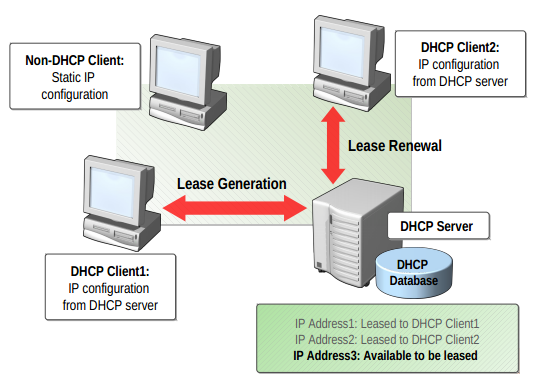 Non-DHCP Client:
Static IP
configuration
DHCP Client2:
IP configuration
from DHCP server
Lease Renewal
Lease Generation
DHCP Server
DHCP
Database
DHCP Client1:
IP configuration
from DHCP server
IP Address1: Leased to DHCP Client1
IP Address2: Leased to DHCP Client2
IP Address3: Available to be leased